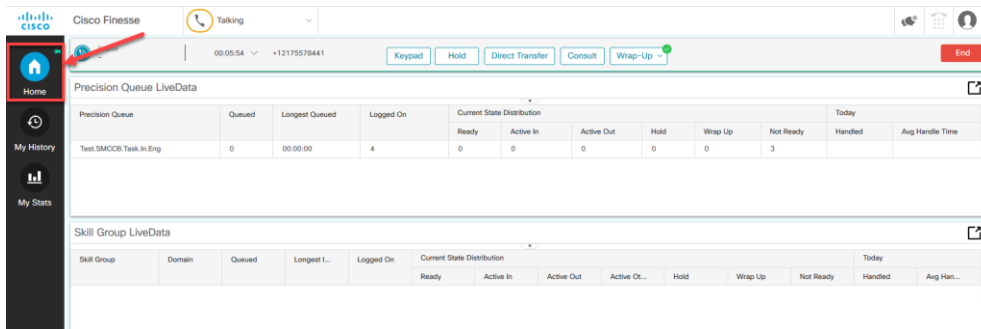 CISCO
Cisco Finesse
Talking
Home
My History
My Stats
00:05:54 +12175578441 Keypad Hold Direct Transfer Consult Wrap-Up End
Precision Queue LiveData
Precision Queue Queued Longest Queued Logged On Current State Distribution Today
Ready Active In Active Out Hold Wrap Up Not Ready Handled Avg Handle Time
Test.SMCCB.Task.In.Eng 0 00:00:00 4 0 0 0 0 0 3
Skill Group LiveData
Skill Group Domain Queued Longest I... Logged On Current State Distribution Today
Ready Active In Active Out Active Ot... Hold Wrap Up Not Ready Handled Avg Han...